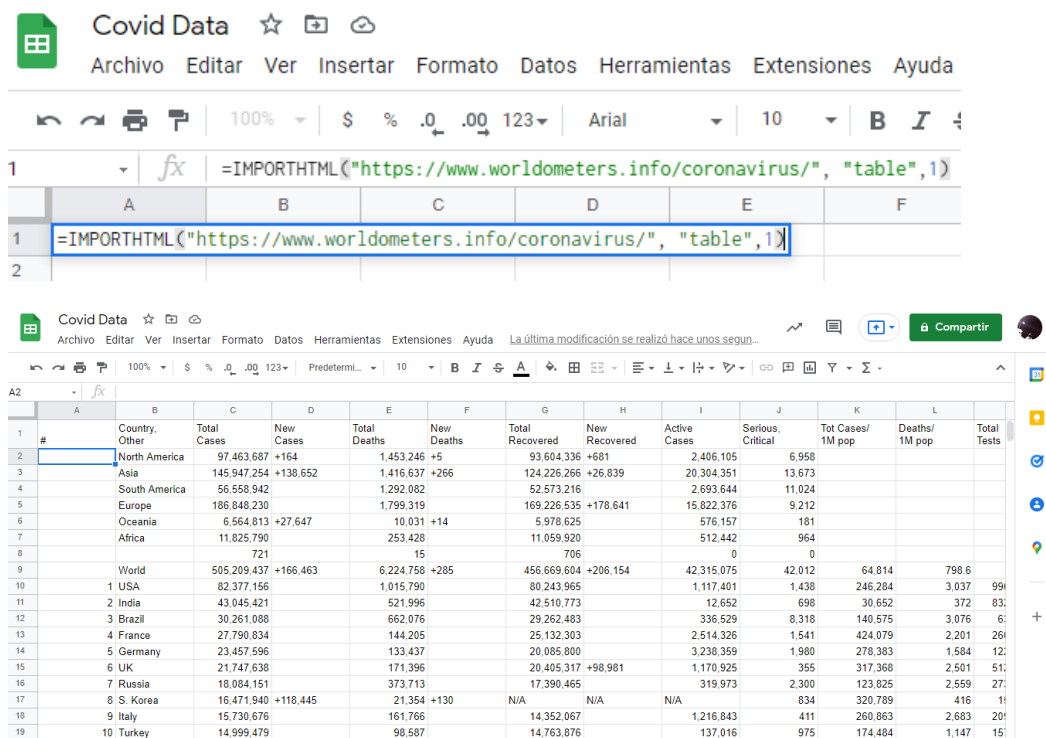 Covid Data
Archivo Editar Ver Insertar Formato Datos Herramientas Extensiones Ayuda
100% $ % .0 .00 123 Arial 10 B I
1 fx =IMPORTHTML("https://www.worldometers.info/coronavirus/", "table",1)
A B C D E F
1 =IMPORTHTML("https://www.worldometers.info/coronavirus/", "table",1)
2
Covid Data
Archivo Editar Ver Insertar Formato Datos Herramientas Extensiones Ayuda La última modificación se realizó hace unos segun... Compartir
100% $ % .0 .00 123 Predetermi... 10 B I S A
A2 fx
A B C D E F G H I J K L
1 # Country, Other Total Cases New Cases Total Deaths New Deaths Total Recovered New Recovered Active Cases Serious, Critical Tot Cases/ 1M pop Deaths/ 1M pop Total Tests
2 North America 97,463,687 +164 1,453,246 +5 93,604,336 +681 2,406,105 6,958
3 Asia 145,947,254 +138,652 1,416,637 +266 124,226,266 +26,839 20,304,351 13,673
4 South America 56,558,942 1,292,082 52,573,216 2,693,644 11,024
5 Europe 186,848,230 1,799,319 169,226,535 +178,641 15,822,376 9,212
6 Oceania 6,564,813 +27,647 10,031 +14 5,978,625 576,157 181
7 Africa 11,825,790 253,428 11,059,920 512,442 964
8 721 15 706 0 0
9 World 505,209,437 +166,463 6,224,758 +285 456,669,604 +206,154 42,315,075 42,012 64,814 798.6
10 1 USA 82,377,156 1,015,790 80,243,965 1,117,401 1,438 246,284 3,037
11 2 India 43,045,421 521,996 42,510,773 12,652 698 30,652 372
12 3 Brazil 30,261,088 662,076 29,262,483 336,529 8,318 140,575 3,076
13 4 France 27,790,834 144,205 25,132,303 2,514,326 1,541 424,079 2,201
14 5 Germany 23,457,596 133,437 20,085,800 3,238,359 1,980 278,383 1,584
15 6 UK 21,747,638 171,396 20,405,317 +98,981 1,170,925 355 317,368 2,501
16 7 Russia 18,084,151 373,713 17,390,465 319,973 2,300 123,825 2,559
17 8 S. Korea 16,471,940 +118,445 21,354 +130 N/A N/A N/A 834 320,789 416
18 9 Italy 15,730,676 161,766 14,352,067 1,216,843 411 260,863 2,683
19 10 Turkey 14,999,479 98,587 14,763,876 137,016 975 174,484 1,147